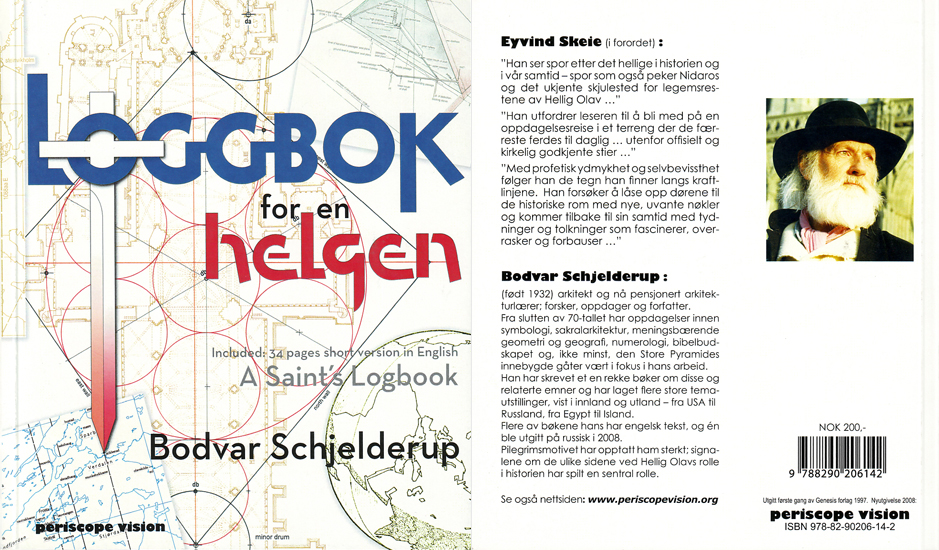 LOGGBOK
for en
helgen
Included: 34 pages short version in English
A Saint's Logbook
Bodvar Schjelderup
periscope vision
da
db
east wall
north wall
minor drum
Verdalen
Eyvind Skeie (i forordet) :
"Han ser spor etter det hellige i historien og
i vår samtid – spor som også peker Nidaros
og det ukjente skjulested for legemsres-
tene av Hellig Olav ..."
"Han utfordrer leseren til å bli med på en
oppdagelsesreise i et terreng der de fær-
reste ferdes til daglig ... utenfor offisielt og
kirkelig godkjente stier ..."
"Med profetisk ydmykhet og selvbevissthet
følger han de tegn han finner langs kraft-
linjene. Han forsøker å låse opp dørene til
de historiske rom med nye, uvante nøkler
og kommer tilbake til sin samtid med tyd-
ninger og tolkninger som fascinerer, over-
rasker og forbauser ..."
Bodvar Schjelderup :
(født 1932) arkitekt og nå pensjonert arkitek-
turlærer; forsker, oppdager og forfatter.
Fra slutten av 70-tallet har oppdagelser innen
symbologi, sakralarkitektur, meningsbærende
geometri og geografi, numerologi, bibelbud-
skapet og, ikke minst, den Store Pyramides
innebygde gåter vært i fokus i hans arbeid.
Han har skrevet et en rekke bøker om disse og
relaterte emner og har laget flere store tema-
utstillinger, vist i innland og utland – fra USA til
Russland, fra Egypt til Island.
Flere av bøkene hans har engelsk tekst, og én
ble utgitt på russisk i 2008.
Pilegrimsmotivet har opptatt ham sterkt; signa-
lene om de ulike sidene ved Hellig Olavs rolle
i historien har spilt en sentral rolle.
Se også nettsiden: www.periscopevision.org
NOK 200,-
9 788290 206142
Utgitt første gang av Genesis forlag 1997. Nyutgivelse 2008:
periscope vision
ISBN 978-82-90206-14-2